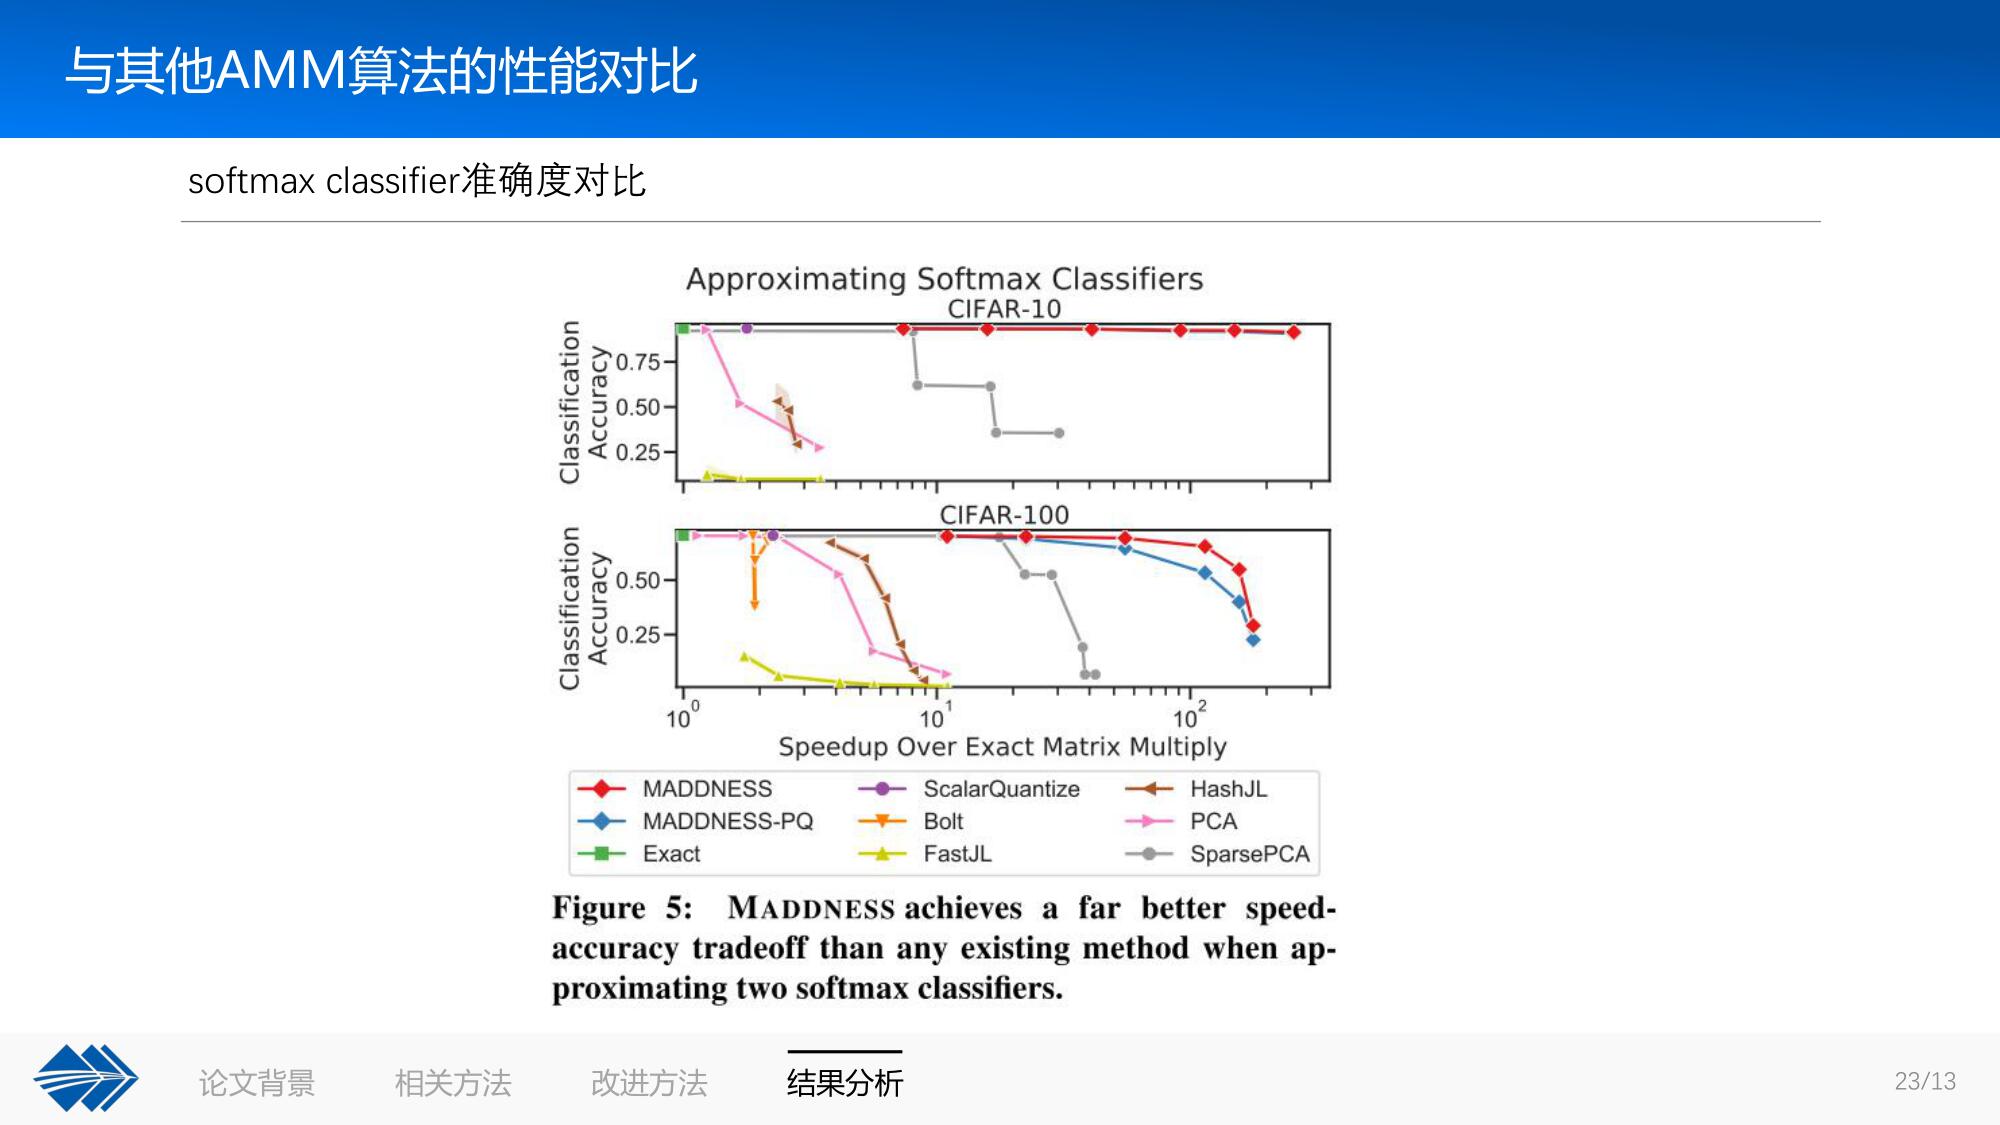 与其他AMM算法的性能对比
softmax classifier准确度对比
Approximating Softmax Classifiers
CIFAR-10
Classification
Accuracy
0.75
0.50
0.25
CIFAR-100
Classification
Accuracy
0.50
0.25
10^0
10^1
10^2
Speedup Over Exact Matrix Multiply
MADDNESS
ScalarQuantize
HashJL
MADDNESS-PQ
Bolt
PCA
Exact
FastJL
SparsePCA
Figure 5: MADDNESS achieves a far better speed-
accuracy tradeoff than any existing method when ap-
proximating two softmax classifiers.
论文背景
相关方法
改进方法
结果分析
23/13